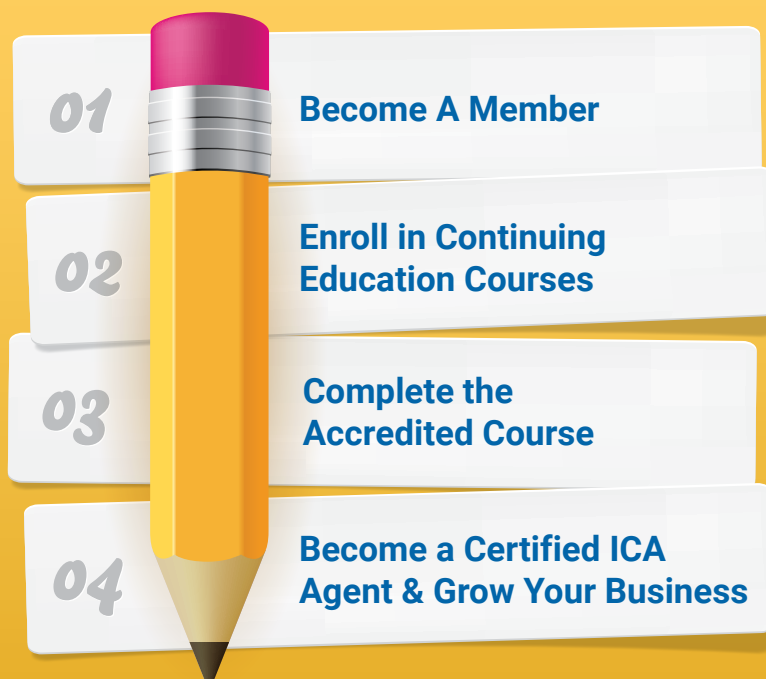 01
Become A Member
02
Enroll in Continuing
Education Courses
03
Complete the
Accredited Course
04
Become a Certified ICA
Agent & Grow Your Business